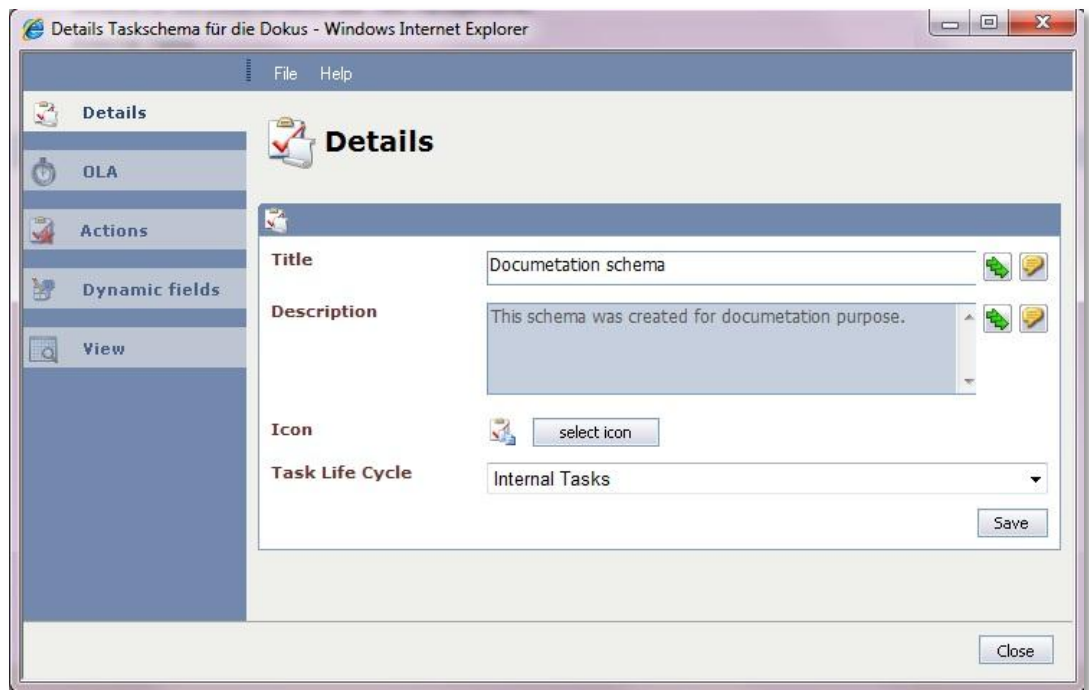 Details Taskschema für die Dokus - Windows Internet Explorer
File Help
Details
OLA
Actions
Dynamic fields
View
Details
Title
Documetation schema
Description
This schema was created for documetation purpose.
Icon
select icon
Task Life Cycle
Internal Tasks
Save
Close